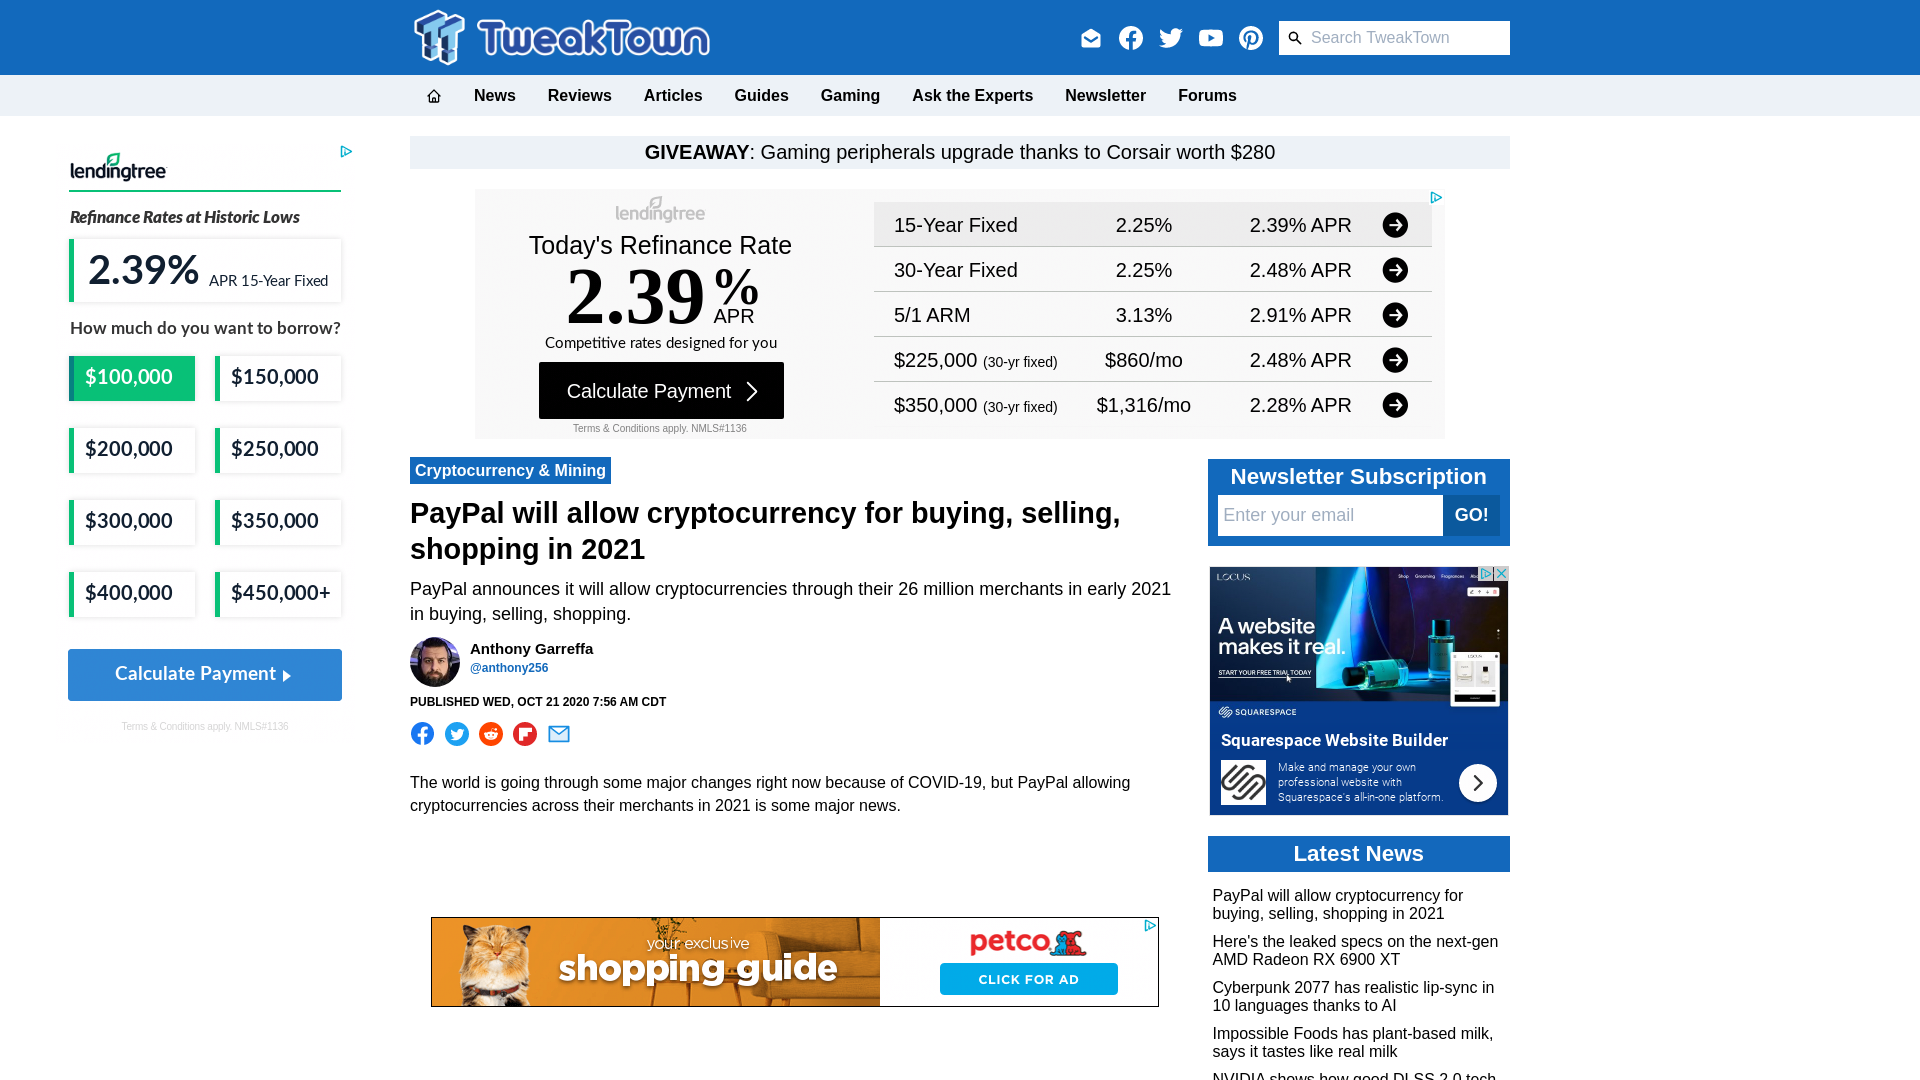 TweakTown
Search TweakTown
News
Reviews
Articles
Guides
Gaming
Ask the Experts
Newsletter
Forums
lendingtree
Refinance Rates at Historic Lows
2.39% APR 15-Year Fixed
How much do you want to borrow?
$100,000
$150,000
$200,000
$250,000
$300,000
$350,000
$400,000
$450,000+
Calculate Payment
Terms & Conditions apply. NMLS#1136
GIVEAWAY: Gaming peripherals upgrade thanks to Corsair worth $280
lendingtree
Today's Refinance Rate
2.39%
APR
Competitive rates designed for you
Calculate Payment
Terms & Conditions apply. NMLS#1136
15-Year Fixed 2.25% 2.39% APR
30-Year Fixed 2.25% 2.48% APR
5/1 ARM 3.13% 2.91% APR
$225,000 (30-yr fixed) $860/mo 2.48% APR
$350,000 (30-yr fixed) $1,316/mo 2.28% APR
Cryptocurrency & Mining
PayPal will allow cryptocurrency for buying, selling,
shopping in 2021
PayPal announces it will allow cryptocurrencies through their 26 million merchants in early 2021
in buying, selling, shopping.
Anthony Garreffa
@anthony256
PUBLISHED WED, OCT 21 2020 7:56 AM CDT
The world is going through some major changes right now because of COVID-19, but PayPal allowing
cryptocurrencies across their merchants in 2021 is some major news.
your exclusive
shopping guide
petco
CLICK FOR AD
Newsletter Subscription
Enter your email
GO!
LOCUS
Shop Grooming Fragrances
A website
makes it real.
START YOUR FREE TRIAL TODAY
LOCUS
SQUARESPACE
Squarespace Website Builder
Make and manage your own
professional website with
Squarespace's all-in-one platform.
Latest News
PayPal will allow cryptocurrency for
buying, selling, shopping in 2021
Here's the leaked specs on the next-gen
AMD Radeon RX 6900 XT
Cyberpunk 2077 has realistic lip-sync in
10 languages thanks to AI
Impossible Foods has plant-based milk,
says it tastes like real milk
NVIDIA shows how good DLSS 2.0 tech